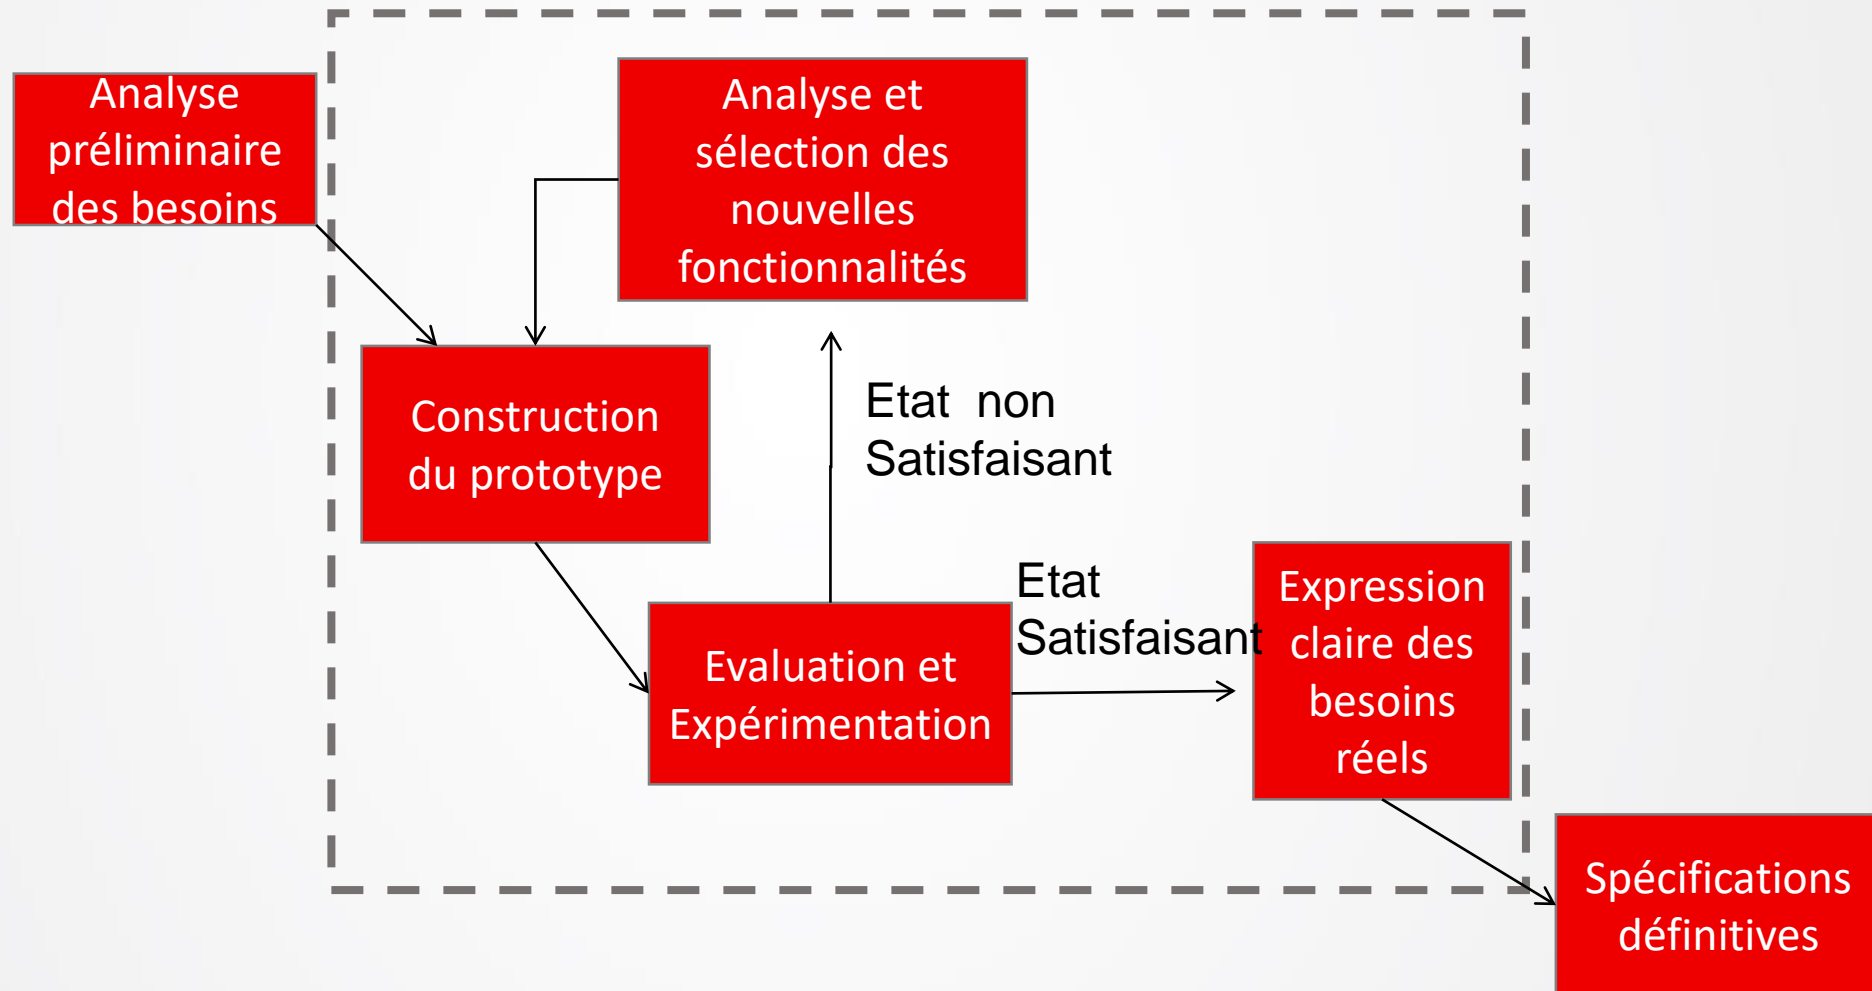 Analyse
préliminaire
des besoins
Analyse et
sélection des
nouvelles
fonctionnalités
Construction
du prototype
Etat  non
Satisfaisant
Evaluation et
Expérimentation
Etat
Satisfaisant
Expression
claire des
besoins
réels
Spécifications
définitives